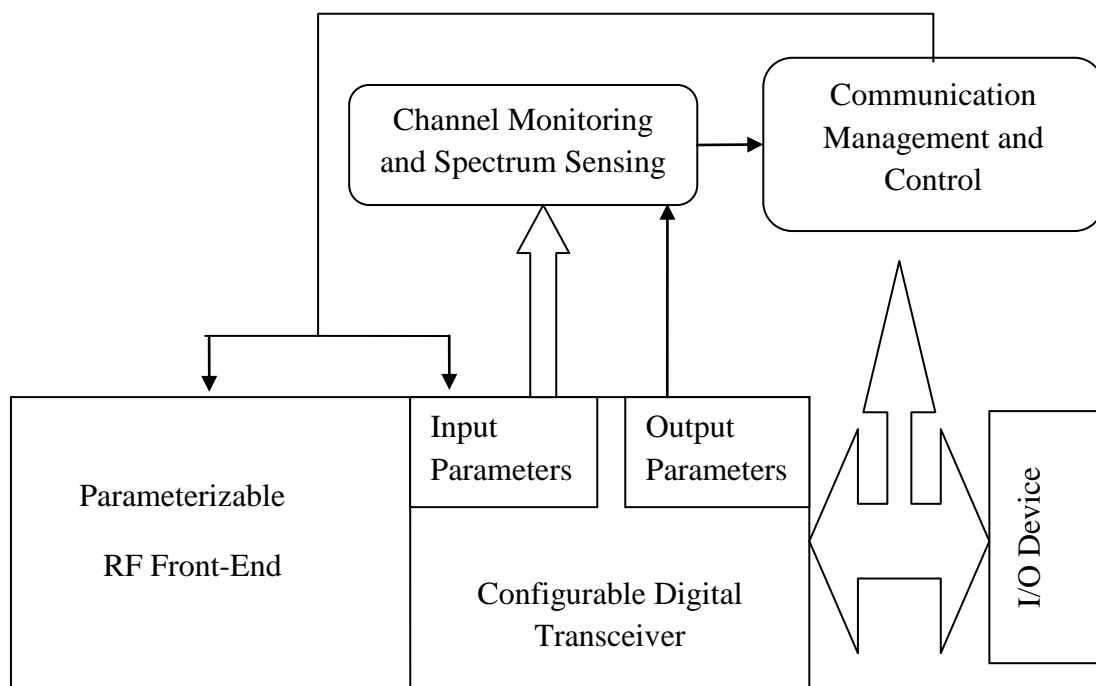 Channel Monitoring
and Spectrum Sensing
Communication
Management and
Control
Input
Parameters
Output
Parameters
Parameterizable
RF Front-End
Configurable Digital
Transceiver
I/O Device